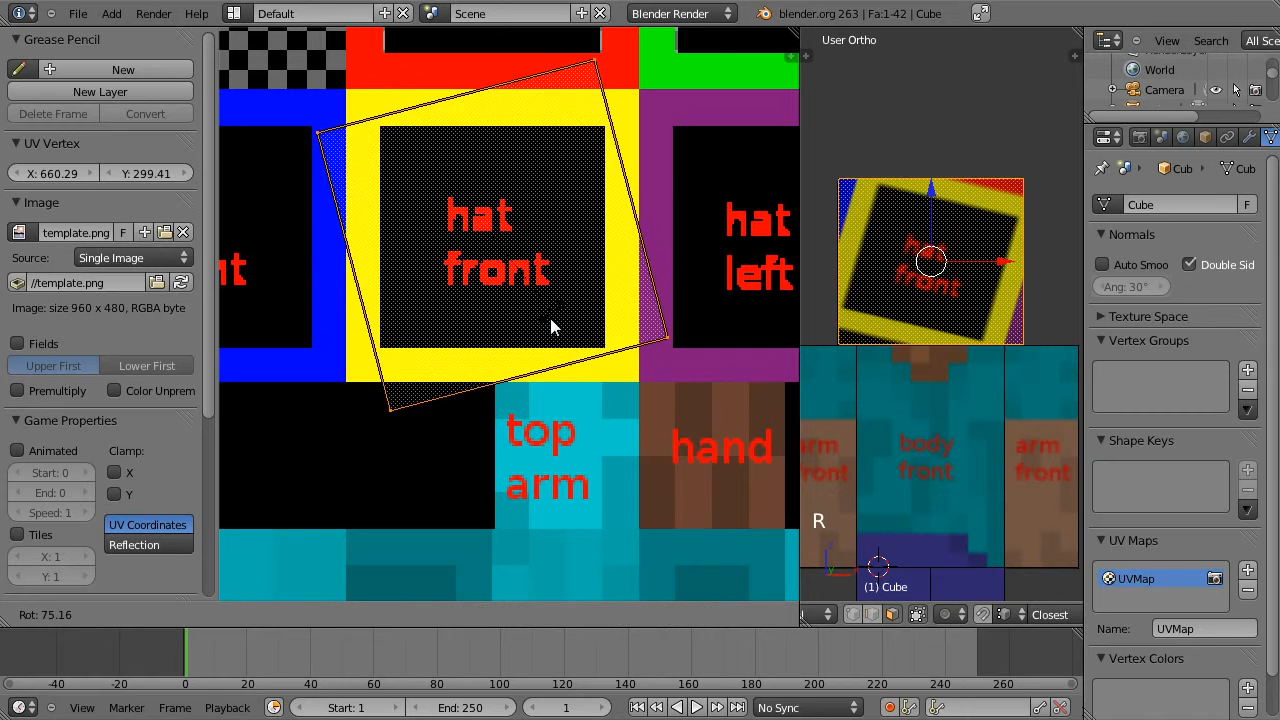 File Add Render Help Default Scene Blender Render blender.org 263 | Fa:1-42 | Cube
Grease Pencil
New
New Layer
Delete Frame Convert
UV Vertex
X: 660.29 Y: 299.41
Image
template.png F
Source: Single Image
//template.png
Image: size 960 x 480, RGBA byte
Fields
Upper First Lower First
Premultiply Color Unprem
Game Properties
Animated Clamp:
Start: 0 X
End: 0 Y
Speed: 1
Tiles UV Coordinates
X: 1 Reflection
Y: 1
Rot: 75.16
hat
front
hat
left
nt
top
arm
hand
User Ortho
hat
front
arm
front
body
front
arm
front
R
(1) Cube
Closest
View Search All Sce
World
Camera
Cub Cub
Cube F
Normals
Auto Smoo Double Sid
Ang: 30°
Texture Space
Vertex Groups
Shape Keys
UV Maps
UVMap
Name: UVMap
Vertex Colors
-40 -20 0 20 40 60 80 100 120 140 160 180 200 220 240 260
View Marker Frame Playback Start: 1 End: 250 1 No Sync